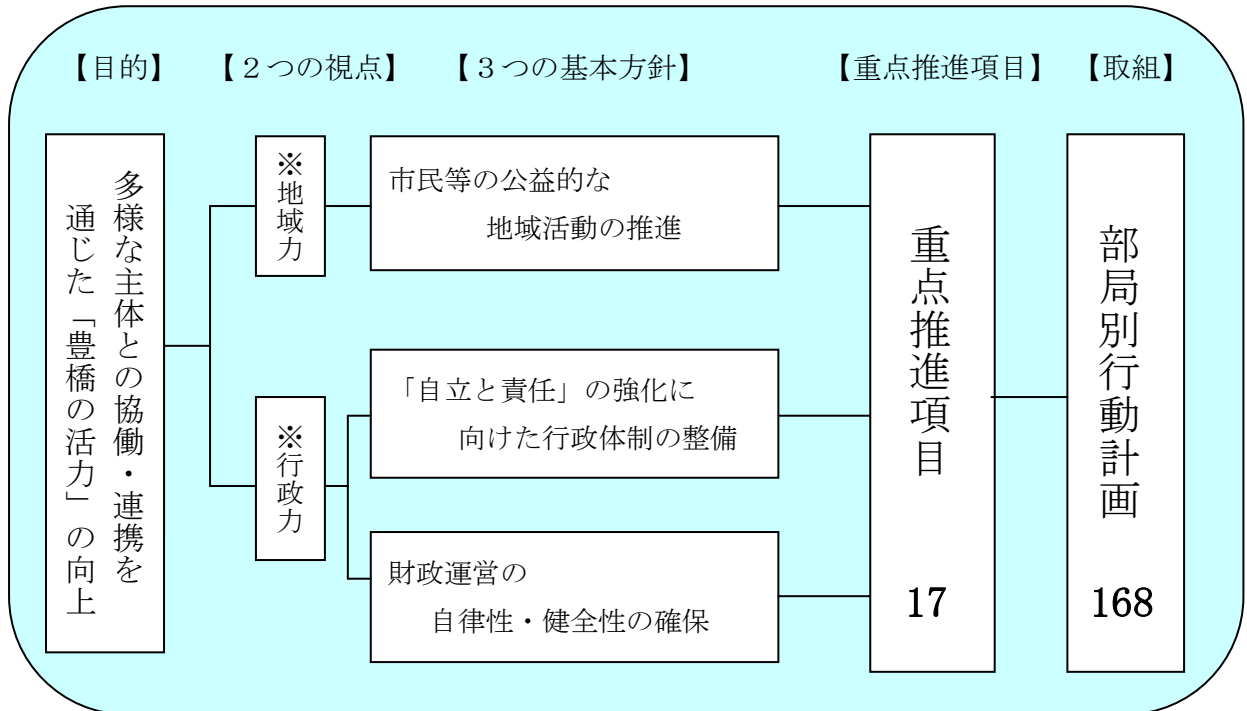 【目的】
【２つの視点】
【３つの基本方針】
【重点推進項目】
【取組】
多様な主体との協働・連携を
通じた「豊橋の活力」の向上
※地域力
※行政力
市民等の公益的な
地域活動の推進
「自立と責任」の強化に
向けた行政体制の整備
財政運営の
自律性・健全性の確保
重点推進項目
17
部局別行動計画
168